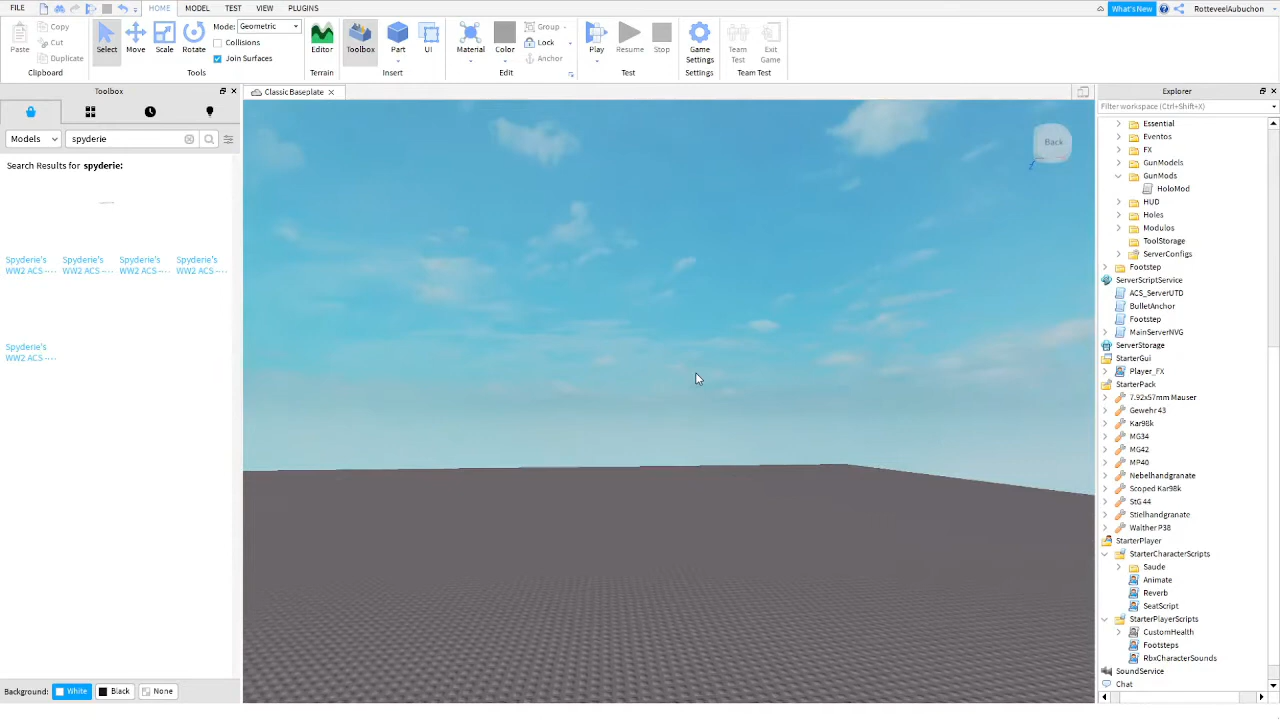 FILE HOME MODEL TEST VIEW PLUGINS What's New RotteveelAubuchon
Copy Mode: Geometric Group
Cut Collisions Lock
Paste Select Move Scale Rotate Editor Toolbox Part UI Material Color Play Resume Stop Game Settings Team Test Exit Game
Duplicate Join Surfaces Anchor
Clipboard Tools Terrain Insert Edit Test Settings Team Test
Toolbox
Classic Baseplate
Explorer
Filter workspace (Ctrl+Shift+X)
Models spyderie
Search Results for spyderie:
Spyderie's WW2 ACS -...
Spyderie's WW2 ACS -...
Spyderie's WW2 ACS -...
Spyderie's WW2 ACS -...
Spyderie's WW2 ACS -...
Background: White Black None
Back
Essential
Eventos
FX
GunModels
GunMods
HoloMod
HUD
Holes
Modulos
ToolStorage
ServerConfigs
Footstep
ServerScriptService
ACS_ServerUTD
BulletAnchor
Footstep
MainServerNVG
ServerStorage
StarterGui
Player_FX
StarterPack
7.92x57mm Mauser
Gewehr 43
Kar98k
MG34
MG42
MP40
Nebelhandgranate
Scoped Kar98k
StG 44
Stielhandgranate
Walther P38
StarterPlayer
StarterCharacterScripts
Saude
Animate
Reverb
SeatScript
StarterPlayerScripts
CustomHealth
Footsteps
RbxCharacterSounds
SoundService
Chat